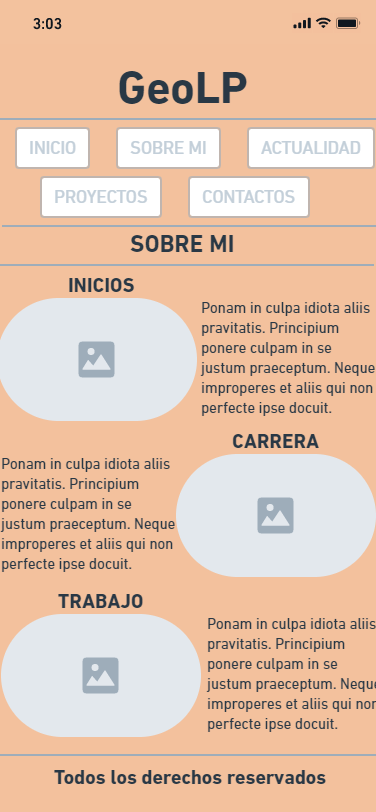 3:03
GeoLP
INICIO SOBRE MI ACTUALIDAD
PROYECTOS CONTACTOS
SOBRE MI
INICIOS
Ponam in culpa idiota aliis
pravitatis. Principium
ponere culpam in se
justum praeceptum. Neque
improperes et aliis qui non
perfecte ipse docuit.
CARRERA
Ponam in culpa idiota aliis
pravitatis. Principium
ponere culpam in se
justum praeceptum. Neque
improperes et aliis qui non
perfecte ipse docuit.
TRABAJO
Ponam in culpa idiota aliis
pravitatis. Principium
ponere culpam in se
justum praeceptum. Neque
improperes et aliis qui non
perfecte ipse docuit.
Todos los derechos reservados